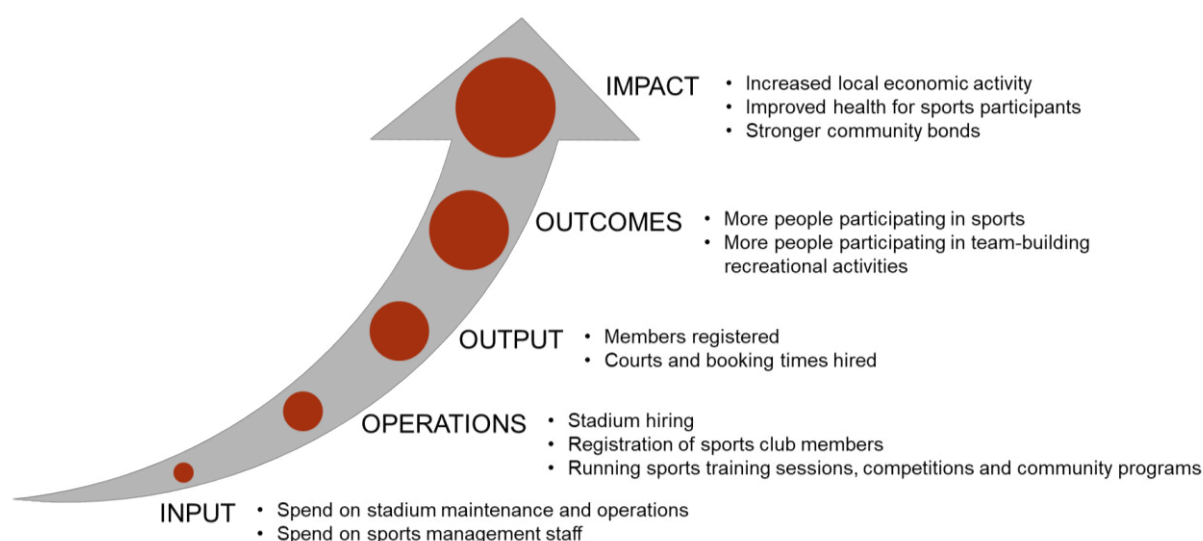 IMPACT
• Increased local economic activity
• Improved health for sports participants
• Stronger community bonds
OUTCOMES
• More people participating in sports
• More people participating in team-building
recreational activities
OUTPUT
• Members registered
• Courts and booking times hired
OPERATIONS
• Stadium hiring
• Registration of sports club members
• Running sports training sessions, competitions and community programs
INPUT
• Spend on stadium maintenance and operations
• Spend on sports management staff